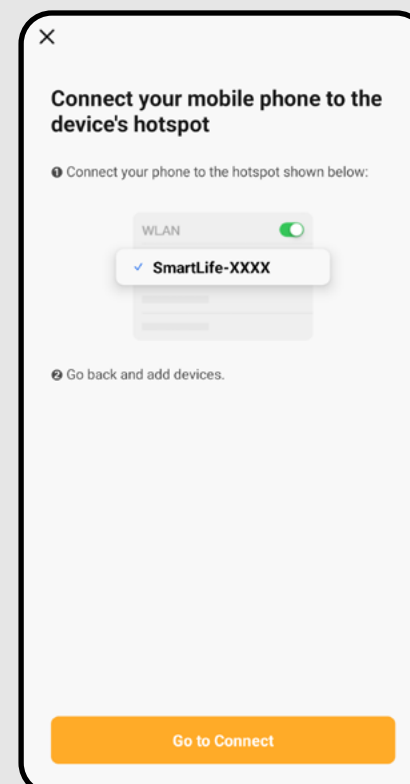 Connect your mobile phone to the
device's hotspot
❶ Connect your phone to the hotspot shown below:
WLAN
SmartLife-XXXX
❷ Go back and add devices.
Go to Connect